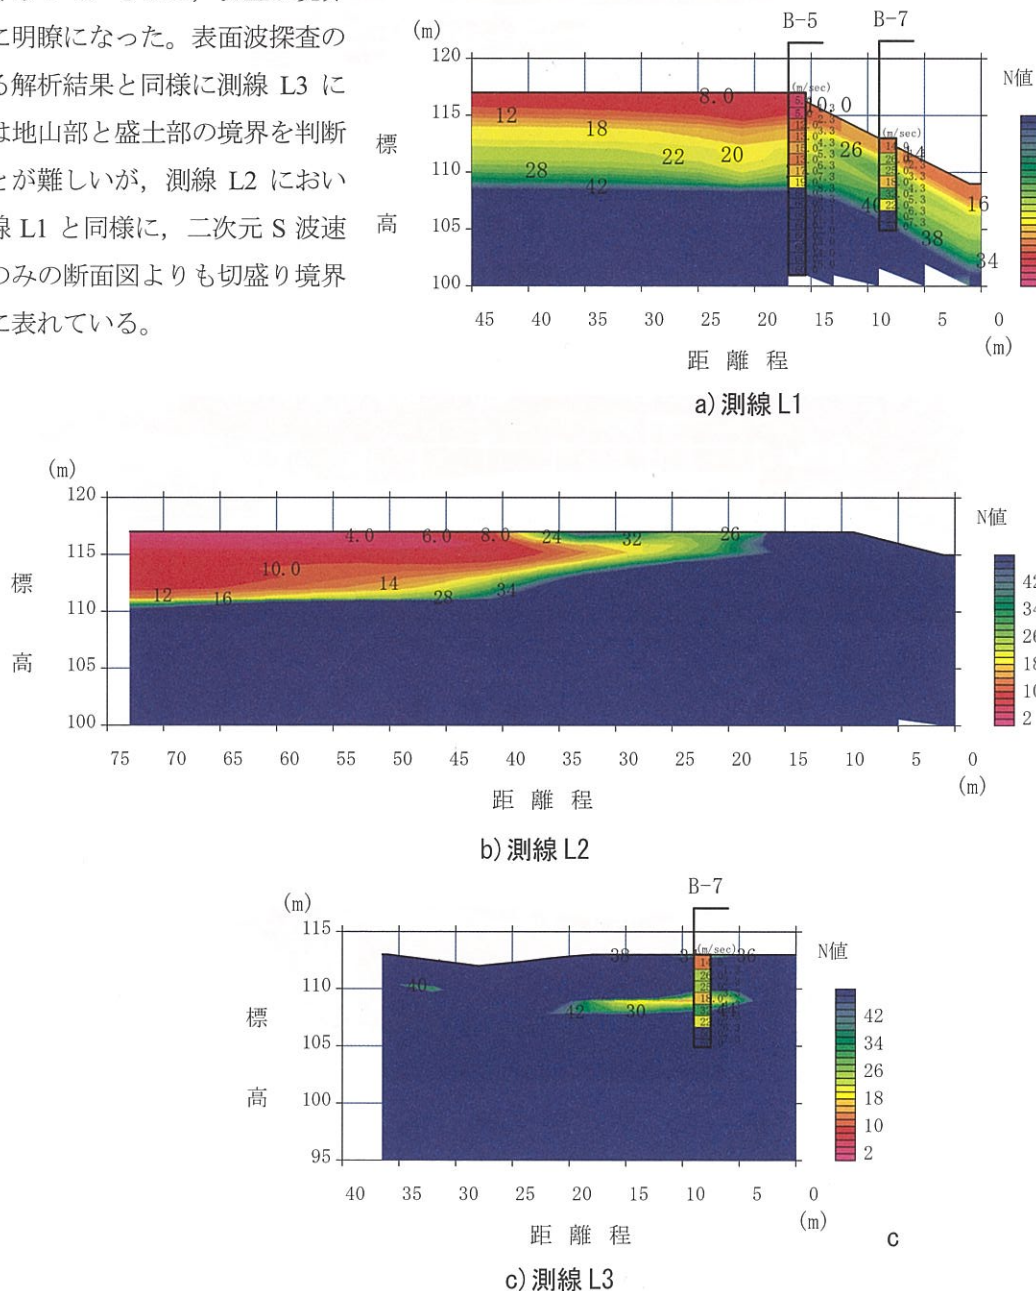 に明瞭になった。表面波探査の
る解析結果と同様に測線 L3 に
は地山部と盛土部の境界を判断
とが難しいが，測線 L2 におい
線 L1 と同様に，二次元 S 波速
のみの断面図よりも切盛り境界
に表れている。
(m)
B-5
B-7
N値
120
115
110
105
100
標
高
(m/sec)
(m/sec)
8.0
10.0
12
18
22
20
26
28
42
16
38
34
45 40 35 30 25 20 15 10 5 0
(m)
距離程
a) 測線 L1
(m)
N値
120
115
110
105
100
標
高
4.0
6.0
8.0
24
32
26
10.0
12
16
14
28
34
42
34
26
18
10
2
75 70 65 60 55 50 45 40 35 30 25 20 15 10 5 0
(m)
距離程
b) 測線 L2
(m)
B-7
N値
115
110
105
100
95
標
高
(m/sec)
38
36
40
42
30
42
34
26
18
10
2
40 35 30 25 20 15 10 5 0
(m)
距離程
c
c) 測線 L3